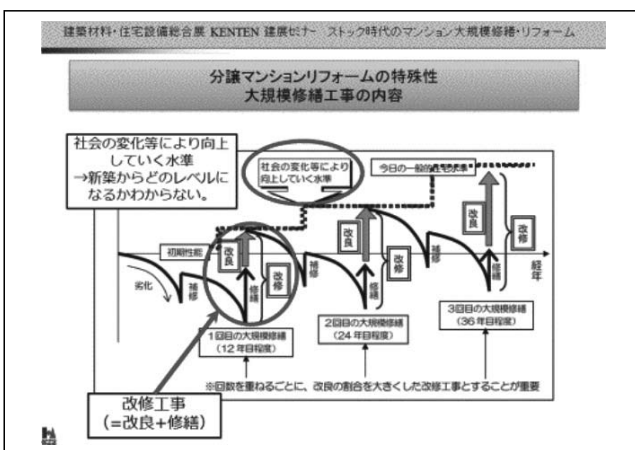 建築材料・住宅設備総合展 KENTEN 建展セミナー ストック時代のマンション大規模修繕・リフォーム
分譲マンションリフォームの特殊性
大規模修繕工事の内容
社会の変化等により向上
していく水準
→新築からどのレベルに
なるかわからない。
社会の変化等により
向上していく水準
今日の一般的住宅水準
初期性能
劣化
補修
改良
修繕
改修
補修
改良
修繕
改修
補修
改良
修繕
改修
経年
1回目の大規模修繕
(12年目程度)
2回目の大規模修繕
(24年目程度)
3回目の大規模修繕
(36年目程度)
※回数を重ねるごとに、改良の割合を大きくした改修工事とすることが重要
改修工事
(=改良+修繕)